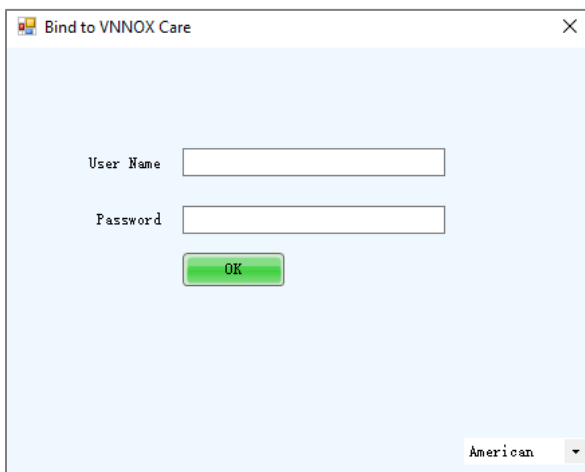 Bind to VNNOX Care
User Name
Password
OK
American